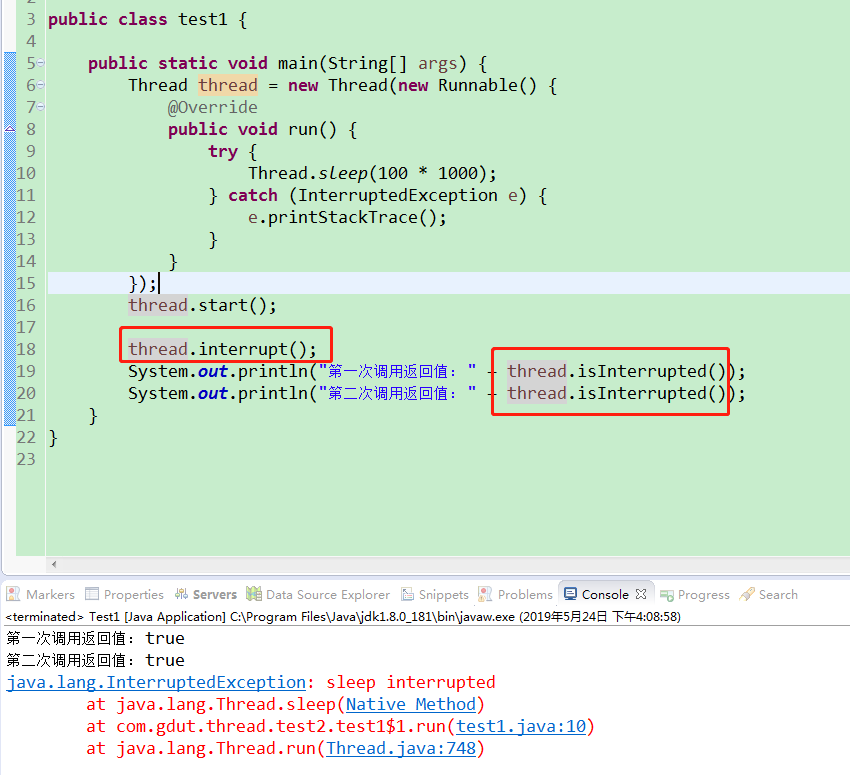 3 public class test1 {
4
5 public static void main(String[] args) {
6 Thread thread = new Thread(new Runnable() {
7 @Override
8 public void run() {
9 try {
10 Thread.sleep(100 * 1000);
11 } catch (InterruptedException e) {
12 e.printStackTrace();
13 }
14 }
15 });
16 thread.start();
17
18 thread.interrupt();
19 System.out.println("第一次调用返回值：" + thread.isInterrupted());
20 System.out.println("第二次调用返回值：" + thread.isInterrupted());
21 }
22 }
23
Markers Properties Servers Data Source Explorer Snippets Problems Console Progress Search
<terminated> Test1 [Java Application] C:\Program Files\Java\jdk1.8.0_181\bin\javaw.exe (2019年5月24日 下午4:08:58)
第一次调用返回值：true
第二次调用返回值：true
java.lang.InterruptedException: sleep interrupted
at java.lang.Thread.sleep(Native Method)
at com.gdut.thread.test2.test1$1.run(test1.java:10)
at java.lang.Thread.run(Thread.java:748)